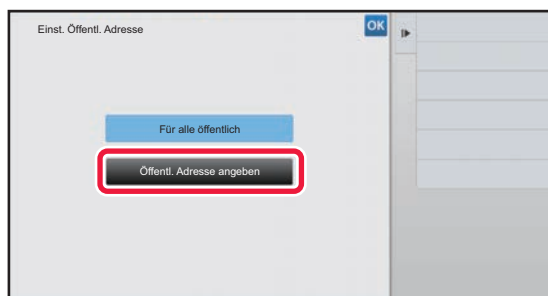 Einst. Öffentl. Adresse
OK
Für alle öffentlich
Öffentl. Adresse angeben